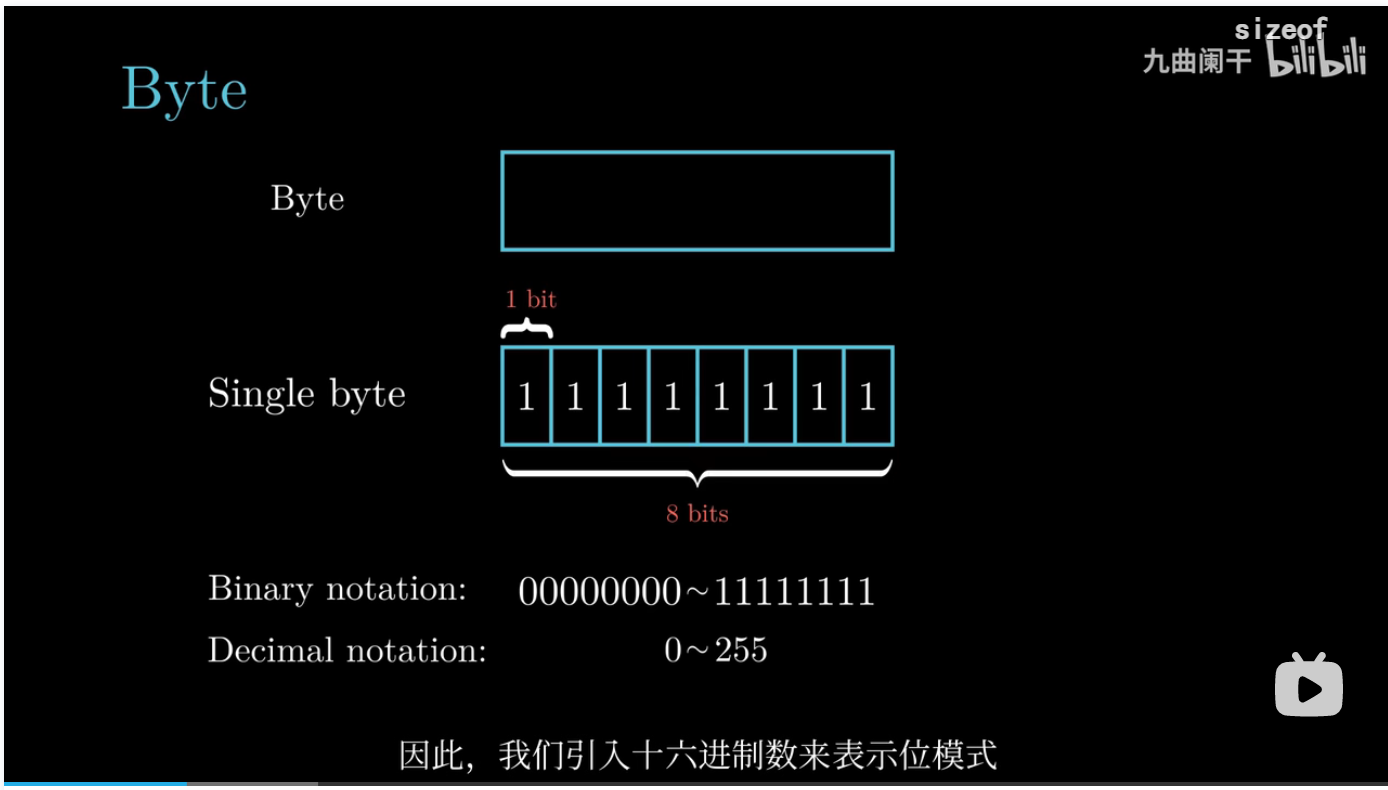 sizeof
九曲阑干 bilibili
Byte
Byte
1 bit
Single byte 1 1 1 1 1 1 1 1
8 bits
Binary notation: 00000000~11111111
Decimal notation: 0~255
因此，我们引入十六进制数来表示位模式